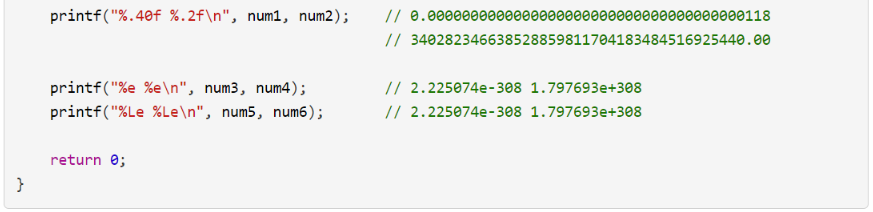 printf("%.40f %.2f\n", num1, num2);    // 0.0000000000000000000000000000000000000118
// 340282346638528859811704183484516925440.00
printf("%e %e\n", num3, num4);         // 2.225074e-308 1.797693e+308
printf("%Le %Le\n", num5, num6);       // 2.225074e-308 1.797693e+308
return 0;
}